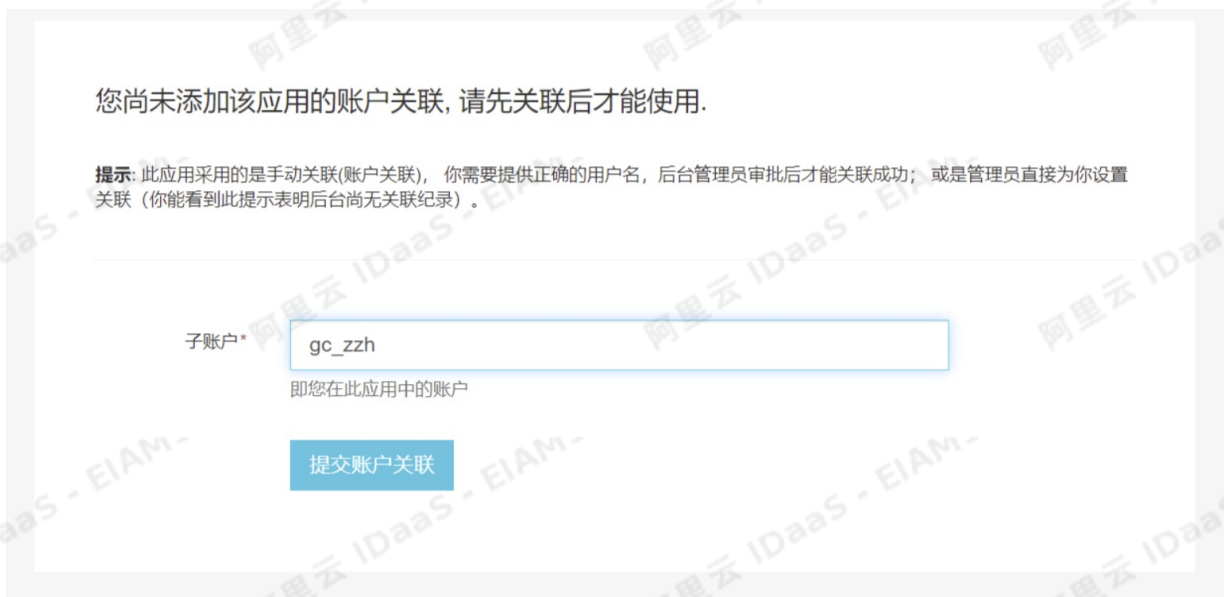 您尚未添加该应用的账户关联, 请先关联后才能使用.
提示: 此应用采用的是手动关联(账户关联), 你需要提供正确的用户名，后台管理员审批后才能关联成功；或是管理员直接为你设置
关联（你能看到此提示表明后台尚无关联纪录）。
子账户*
gc_zzh
即您在此应用中的账户
提交账户关联
阿里云 IDaaS - EIAM-